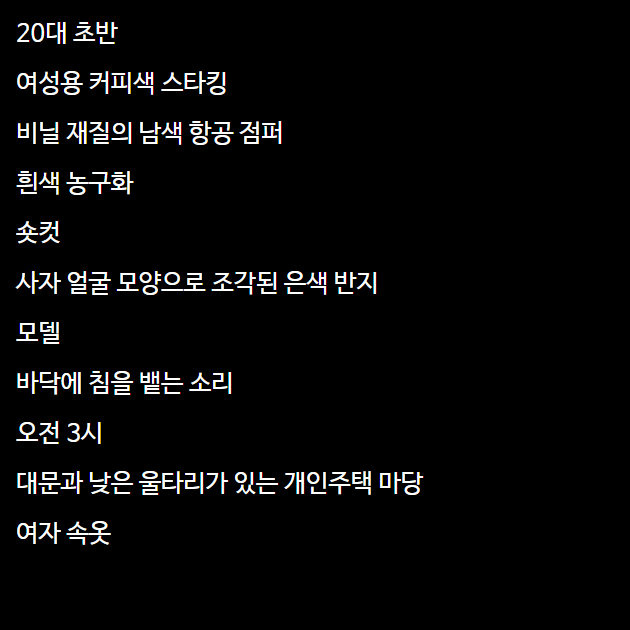 20대 초반
여성용 커피색 스타킹
비닐 재질의 남색 항공 점퍼
흰색 농구화
숏컷
사자 얼굴 모양으로 조각된 은색 반지
모델
바닥에 침을 뱉는 소리
오전 3시
대문과 낮은 울타리가 있는 개인주택 마당
여자 속옷